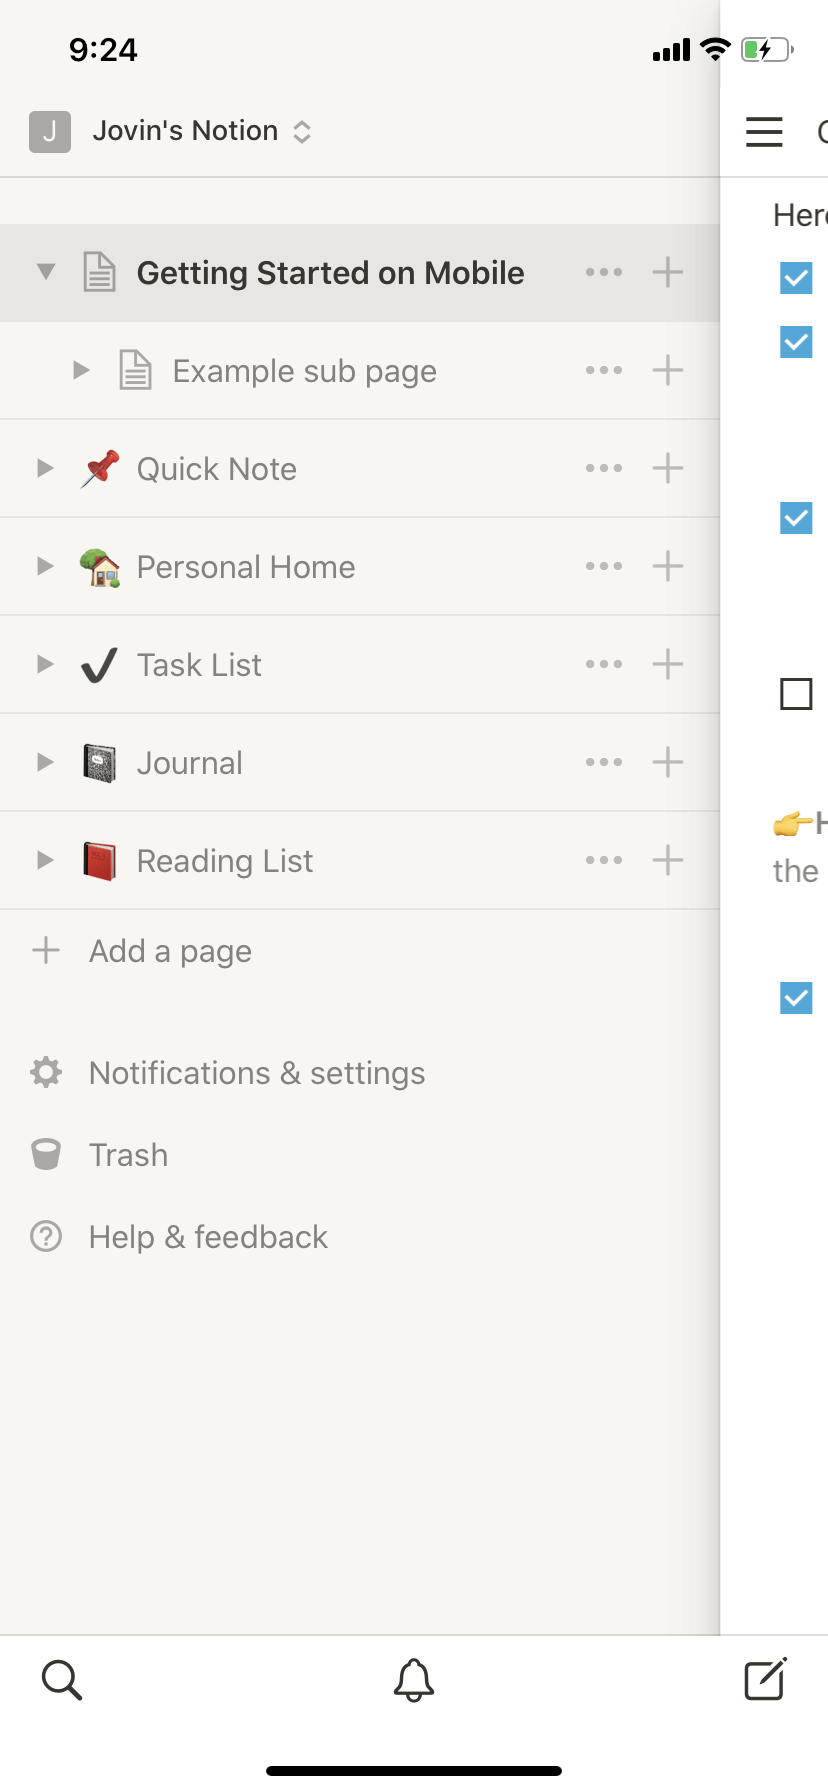 9:24
J Jovin's Notion
Getting Started on Mobile
Example sub page
Quick Note
Personal Home
Task List
Journal
Reading List
Add a page
Notifications & settings
Trash
Help & feedback
the